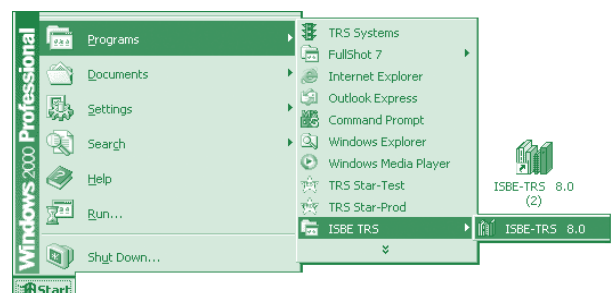 Windows 2000 Professional
Programs
Documents
Settings
Search
Help
Run...
Shut Down...
Start
TRS Systems
FullShot 7
Internet Explorer
Outlook Express
Command Prompt
Windows Explorer
Windows Media Player
TRS Star-Test
TRS Star-Prod
ISBE TRS
ISBE-TRS 8.0
ISBE-TRS 8.0
(2)